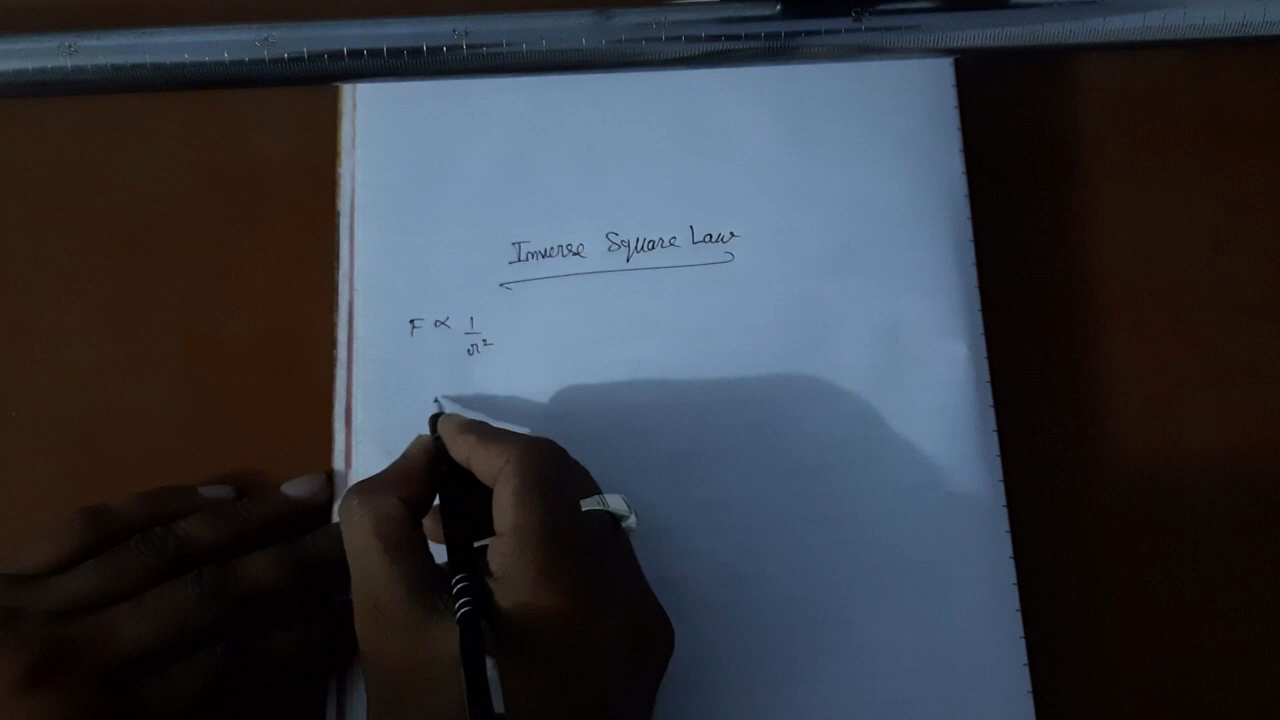 Inverse Square Law
F ∝ 1/r²